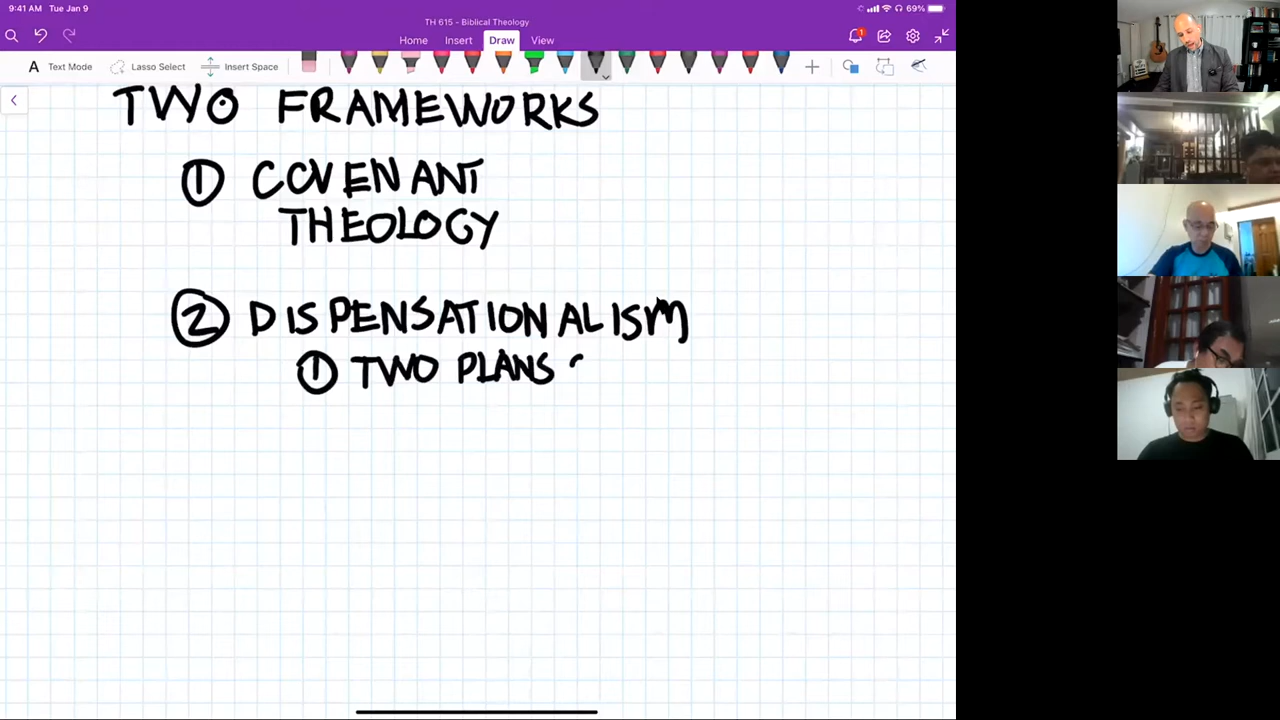 9:41 AM Tue Jan 9
69%
TH 615 - Biblical Theology
Home Insert Draw View
1
A Text Mode Lasso Select Insert Space
TWO FRAMEWORKS
① COVENANT
THEOLOGY
② DISPENSATIONALISM
① TWO PLANS